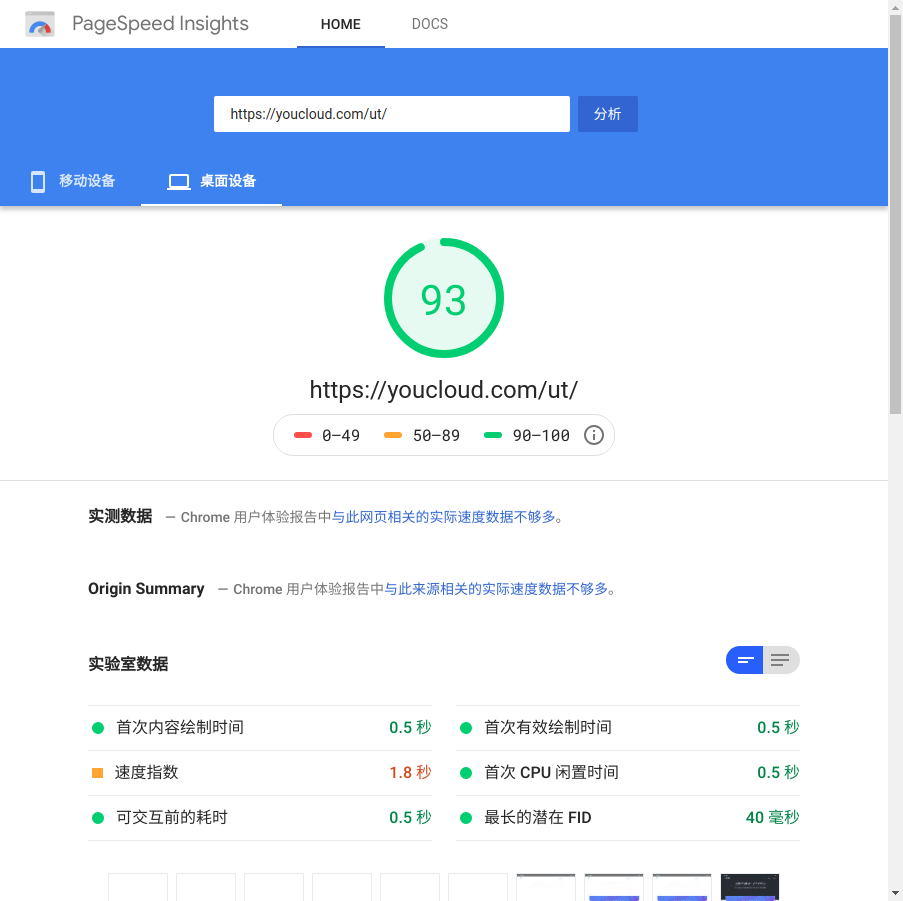 PageSpeed Insights
HOME
DOCS
https://youcloud.com/ut/
分析
移动设备
桌面设备
93
https://youcloud.com/ut/
0–49
50–89
90–100
实测数据 — Chrome 用户体验报告中与此网页相关的实际速度数据不够多。
Origin Summary — Chrome 用户体验报告中与此来源相关的实际速度数据不够多。
实验室数据
首次内容绘制时间 0.5 秒
首次有效绘制时间 0.5 秒
速度指数 1.8 秒
首次 CPU 闲置时间 0.5 秒
可交互前的耗时 0.5 秒
最长的潜在 FID 40 毫秒